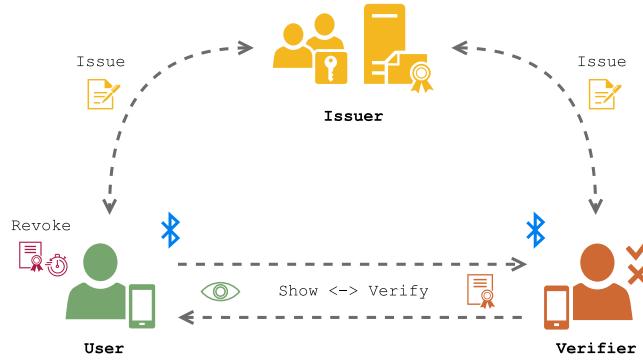 Issue
Issue
Issuer
Revoke
Show <-> Verify
User
Verifier